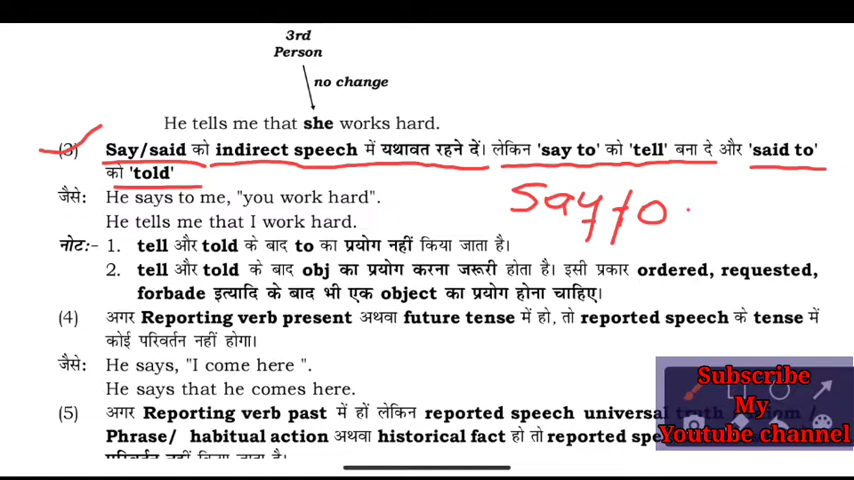 3rd
Person
no change
He tells me that she works hard.
(3) Say/said को indirect speech में यथावत रहने दें। लेकिन 'say to' को 'tell' बना दे और 'said to'
को 'told'
जैसे: He says to me, "you work hard".
say to
He tells me that I work hard.
नोट:- 1. tell और told के बाद to का प्रयोग नहीं किया जाता है।
2. tell और told के बाद obj का प्रयोग करना जरूरी होता है। इसी प्रकार ordered, requested,
forbade इत्यादि के बाद भी एक object का प्रयोग होना चाहिए।
(4) अगर Reporting verb present अथवा future tense में हो, तो reported speech के tense में
कोई परिवर्तन नहीं होगा।
जैसे: He says, "I come here ".
He says that he comes here.
(5) अगर Reporting verb past में हों लेकिन reported speech universal
Phrase/ habitual action अथवा historical fact हो तो reported
Subscribe
My
Youtube channel